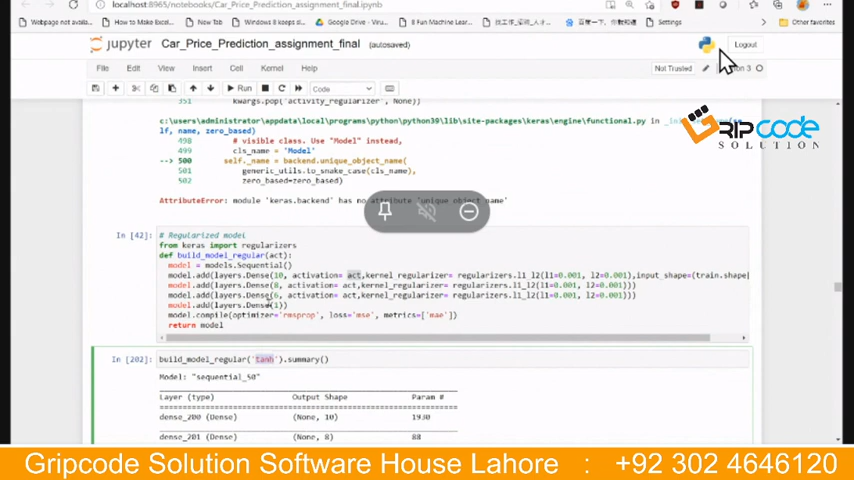 localhost:8965/notebooks/Car_Price_Prediction_assignment_final.ipynb
Webpage not availa...
How to Make Excel...
New Tab
Windows 8 keeps si...
Google Drive - Virtu...
8 Fun Machine Lear...
Settings
Other favorites
jupyter Car_Price_Prediction_assignment_final (autosaved)
Logout
File Edit View Insert Cell Kernel Help
Not Trusted
Run
Code
351 kwargs.pop('activity_regularizer', None))
c:\users\administrator\appdata\local\programs\python\python39\lib\site-packages\keras\engine\functional.py in
lf, name, zero_based)
498 # visible class. Use "Model" instead,
499 cls_name = 'Model'
--> 500 self._name = backend.unique_object_name(
501 generic_utils.to_snake_case(cls_name),
502 zero_based=zero_based)
AttributeError: module 'keras.backend' has no attribute 'unique object name'
GRIPCODE
SOLUTION
In [42]: # Regularized model
from keras import regularizers
def build_model_regular(act):
model = models.Sequential()
model.add(layers.Dense(10, activation= act,kernel regularizer= regularizers.l1_l2(l1=0.001, l2=0.001),input_shape=(train.shape
model.add(layers.Dense(8, activation= act,kernel_regularizer= regularizers.l1_l2(l1=0.001, l2=0.001)))
model.add(layers.Dense(6, activation= act,kernel_regularizer= regularizers.l1_l2(l1=0.001, l2=0.001)))
model.add(layers.Dense(1))
model.compile(optimizer='rmsprop', loss='mse', metrics=['mae'])
return model
In [202]: build_model_regular('tanh').summary()
Model: "sequential_50"
Layer (type) Output Shape Param #
dense_200 (Dense) (None, 10) 1930
dense_201 (Dense) (None, 8) 88
Gripcode Solution Software House Lahore : +92 302 4646120